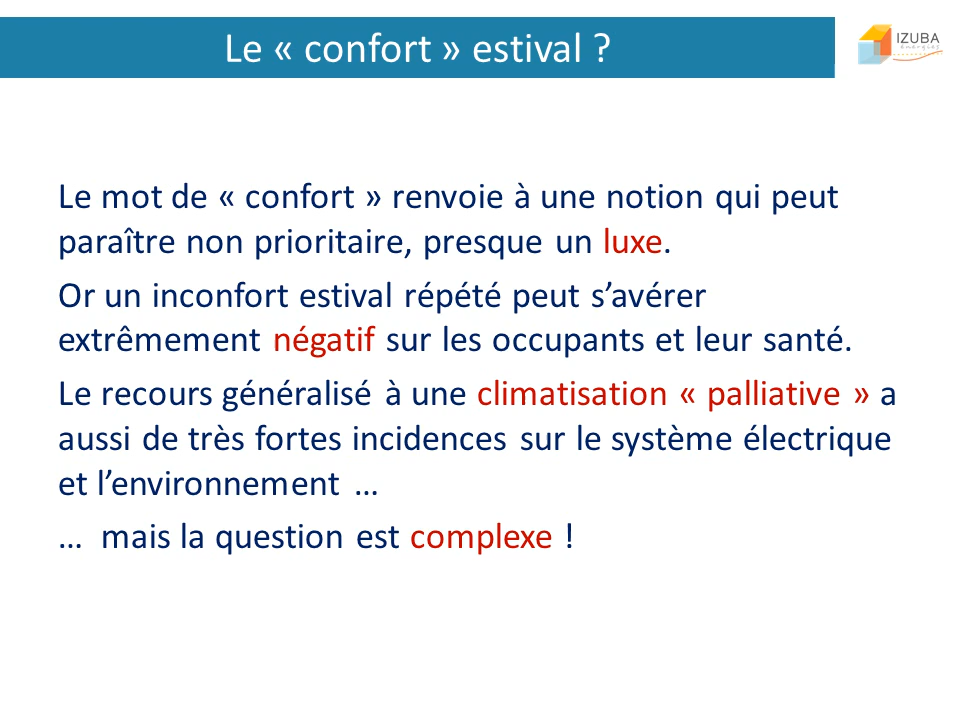 Le « confort » estival ?
IZUBA
énergies
Le mot de « confort » renvoie à une notion qui peut
paraître non prioritaire, presque un luxe.
Or un inconfort estival répété peut s’avérer
extrêmement négatif sur les occupants et leur santé.
Le recours généralisé à une climatisation « palliative » a
aussi de très fortes incidences sur le système électrique
et l’environnement …
… mais la question est complexe !